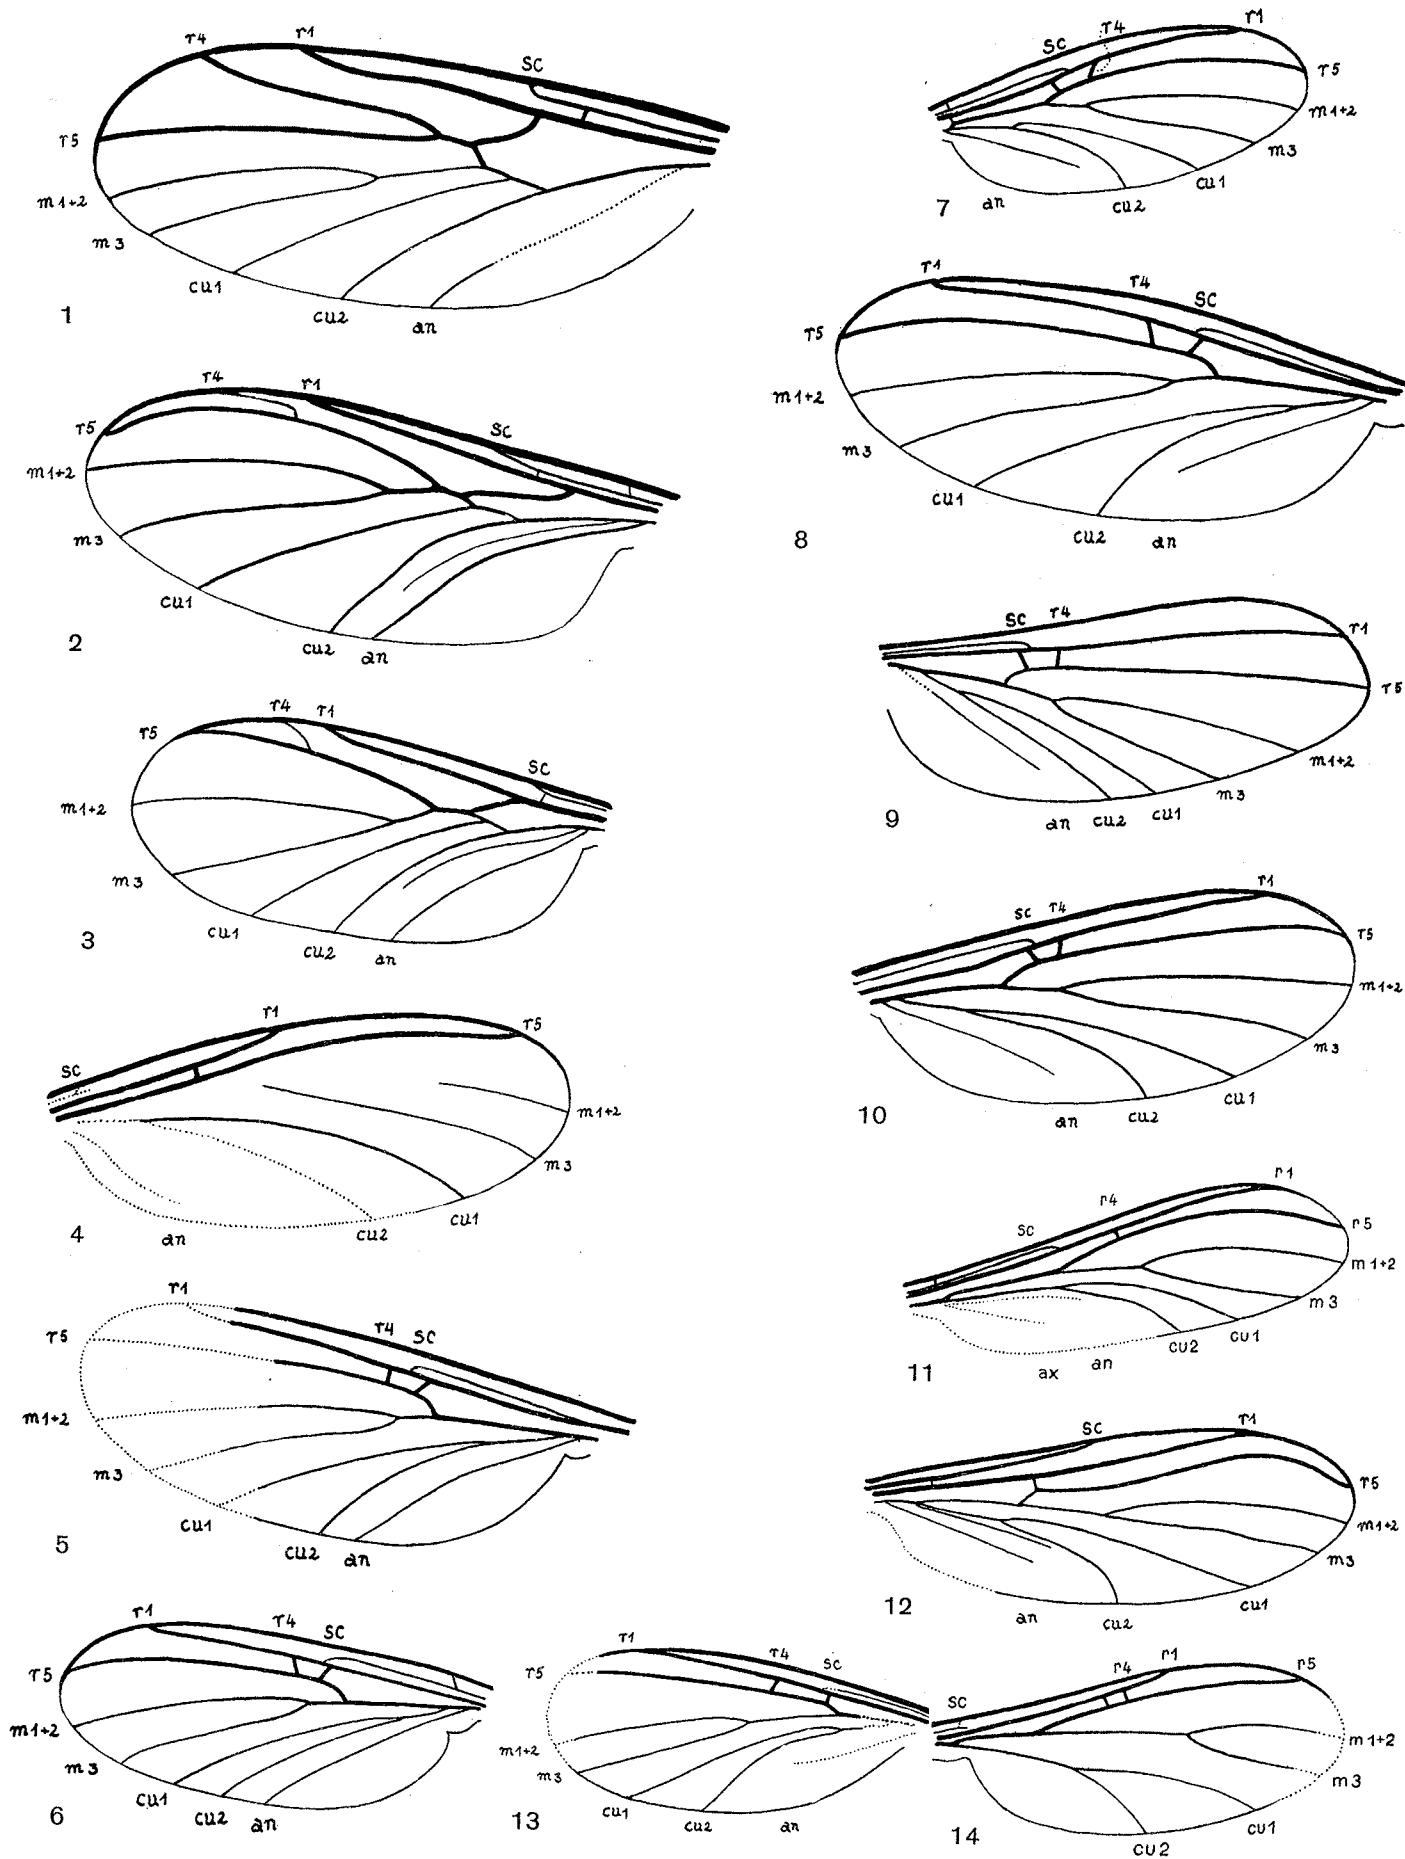 r4 r1 sc
r5
m1+2
m3
cu1
cu2 an
1
r4 r1 sc
r5
m1+2
m3
cu1
cu2 an
2
r4 r1
r5
sc
m1+2
m3
cu1
cu2 an
3
r1 r5
sc
m1+2
m3
cu1
cu2
an
4
r1
r4 sc
r5
m1+2
m3
cu1
cu2 an
5
r1 r4 sc
r5
m1+2
m3
cu1
cu2 an
6
sc r4 r1
r5
m1+2
m3
cu1
cu2
an
7
r1 r4 sc
r5
m1+2
m3
cu1
cu2 an
8
sc r4
r1
r5
m1+2
m3
cu1
cu2
an
9
sc r4 r1
r5
m1+2
m3
cu1
cu2
an
10
sc r4 r1
r5
m1+2
m3
cu1
cu2
an
ax
11
sc r1
r5
m1+2
m3
cu1
cu2
an
12
r1 r4 sc
r5
m1+2
m3
cu1
cu2 an
13
sc r4 r1 r5
m1+2
m3
cu1
cu2
14